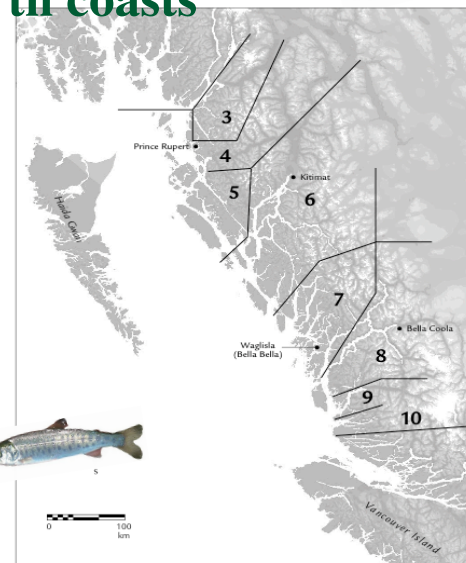 th coasts
3
Prince Rupert
4
Kitimat
5
6
Haida Gwaii
7
Bella Coola
Waglisla
(Bella Bella)
8
9
10
S
0 100
km
Vancouver Island